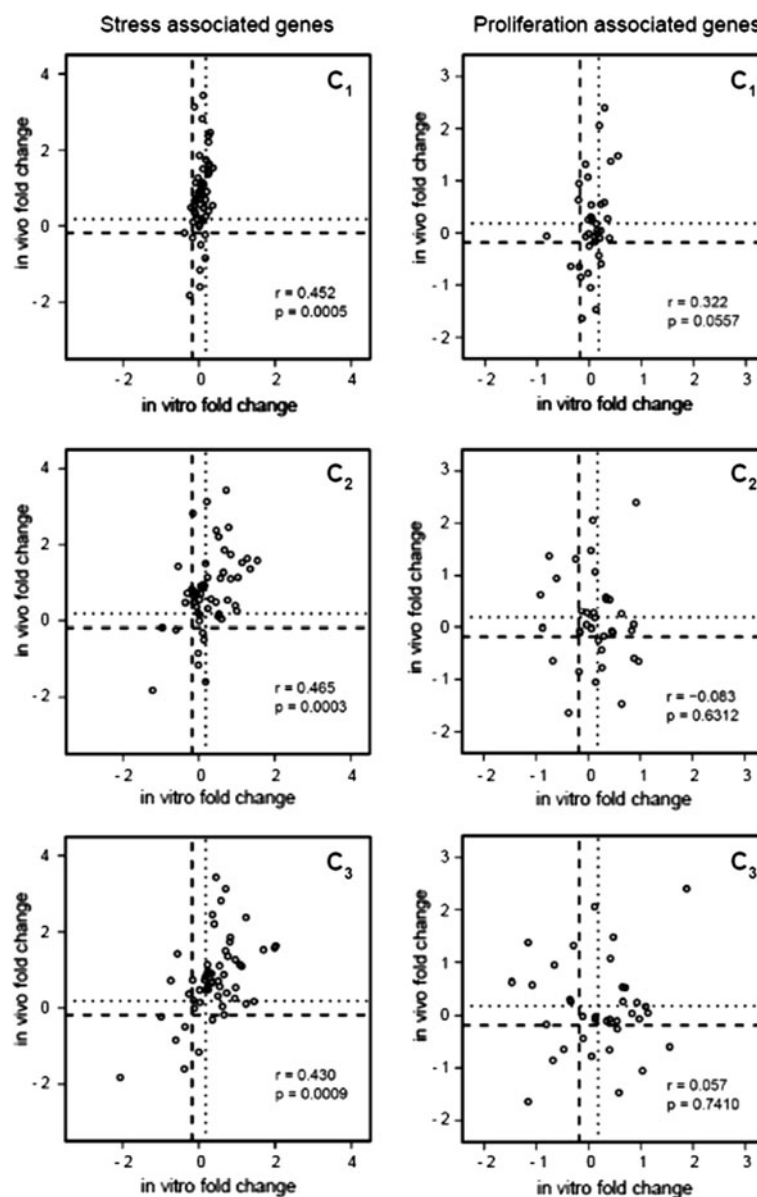 Stress associated genes
Proliferation associated genes
C1
in vivo fold change
4
2
0
-2
r = 0.452
p = 0.0005
-2
0
2
4
in vitro fold change
C1
in vivo fold change
3
2
1
0
-1
-2
r = 0.322
p = 0.0557
-2
-1
0
1
2
3
in vitro fold change
C2
in vivo fold change
4
2
0
-2
r = 0.465
p = 0.0003
-2
0
2
4
in vitro fold change
C2
in vivo fold change
3
2
1
0
-1
-2
r = −0.083
p = 0.6312
-2
-1
0
1
2
3
in vitro fold change
C3
in vivo fold change
4
2
0
-2
r = 0.430
p = 0.0009
-2
0
2
4
in vitro fold change
C3
in vivo fold change
3
2
1
0
-1
-2
r = 0.057
p = 0.7410
-2
-1
0
1
2
3
in vitro fold change